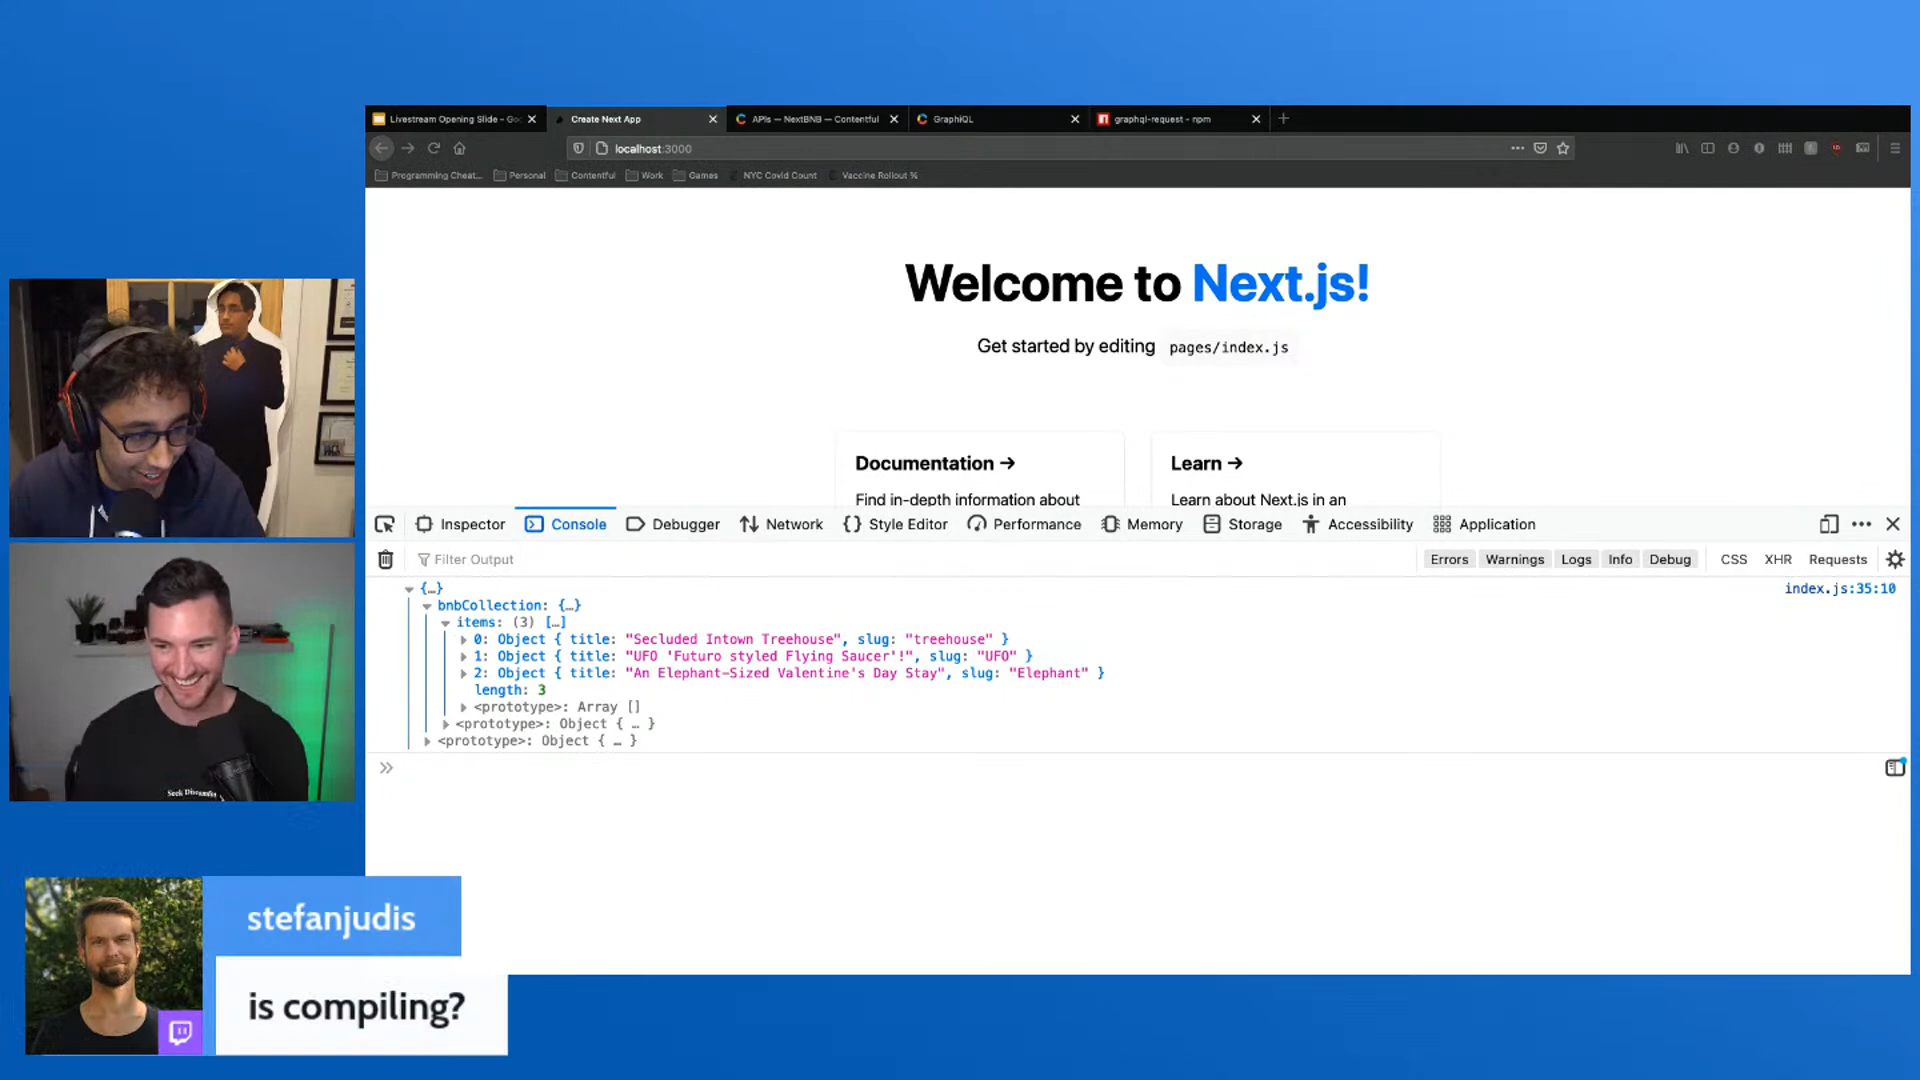 Livestream Opening Slide - Goo
Create Next App
APIs — NextBNB — Contentful
GraphiQL
graphql-request - npm
localhost:3000
Programming Cheat...
Personal
Contentful
Work
Games
NYC Covid Count
Vaccine Rollout %
Welcome to Next.js!
Get started by editing pages/index.js
Documentation →
Learn →
Find in-depth information about
Learn about Next.js in an
Inspector
Console
Debugger
Network
Style Editor
Performance
Memory
Storage
Accessibility
Application
Filter Output
Errors
Warnings
Logs
Info
Debug
CSS
XHR
Requests
{…}
index.js:35:10
bnbCollection: {…}
items: (3) […]
0: Object { title: "Secluded Intown Treehouse", slug: "treehouse" }
1: Object { title: "UFO 'Futuro styled Flying Saucer'!", slug: "UFO" }
2: Object { title: "An Elephant-Sized Valentine's Day Stay", slug: "Elephant" }
length: 3
<prototype>: Array []
<prototype>: Object { … }
<prototype>: Object { … }
stefanjudis
is compiling?